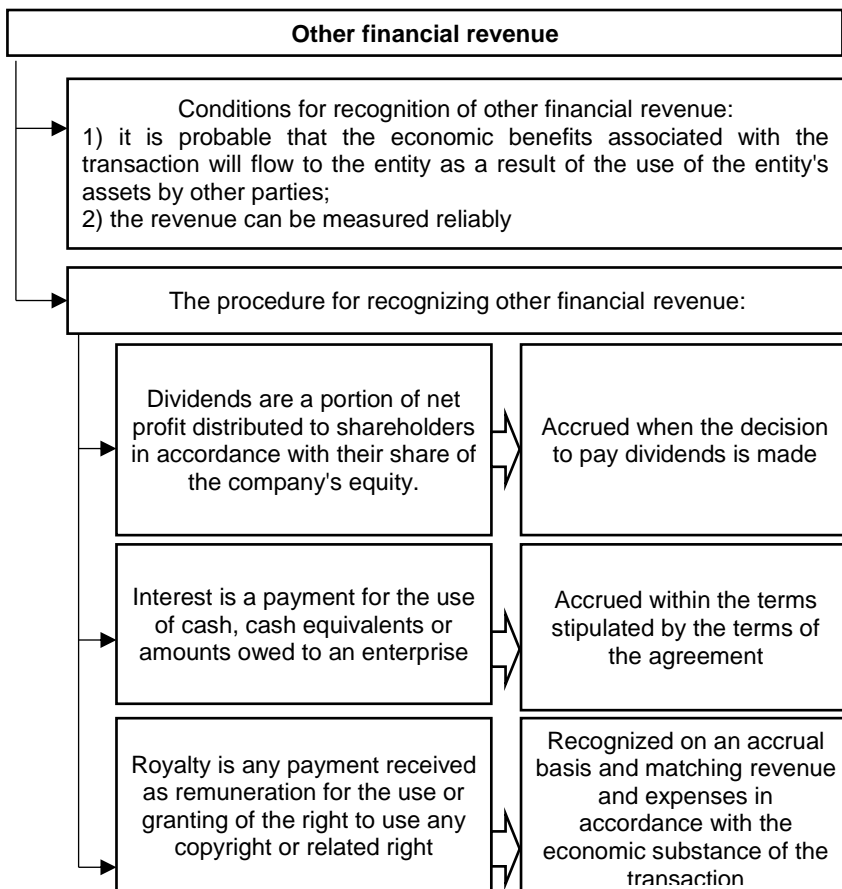 Other financial revenue
Conditions for recognition of other financial revenue:
1) it is probable that the economic benefits associated with the
transaction will flow to the entity as a result of the use of the entity's
assets by other parties;
2) the revenue can be measured reliably
The procedure for recognizing other financial revenue:
Dividends are a portion of net
profit distributed to shareholders
in accordance with their share of
the company's equity.
Accrued when the decision
to pay dividends is made
Interest is a payment for the use
of cash, cash equivalents or
amounts owed to an enterprise
Accrued within the terms
stipulated by the terms of
the agreement
Royalty is any payment received
as remuneration for the use or
granting of the right to use any
copyright or related right
Recognized on an accrual
basis and matching revenue
and expenses in
accordance with the
economic substance of the
transaction